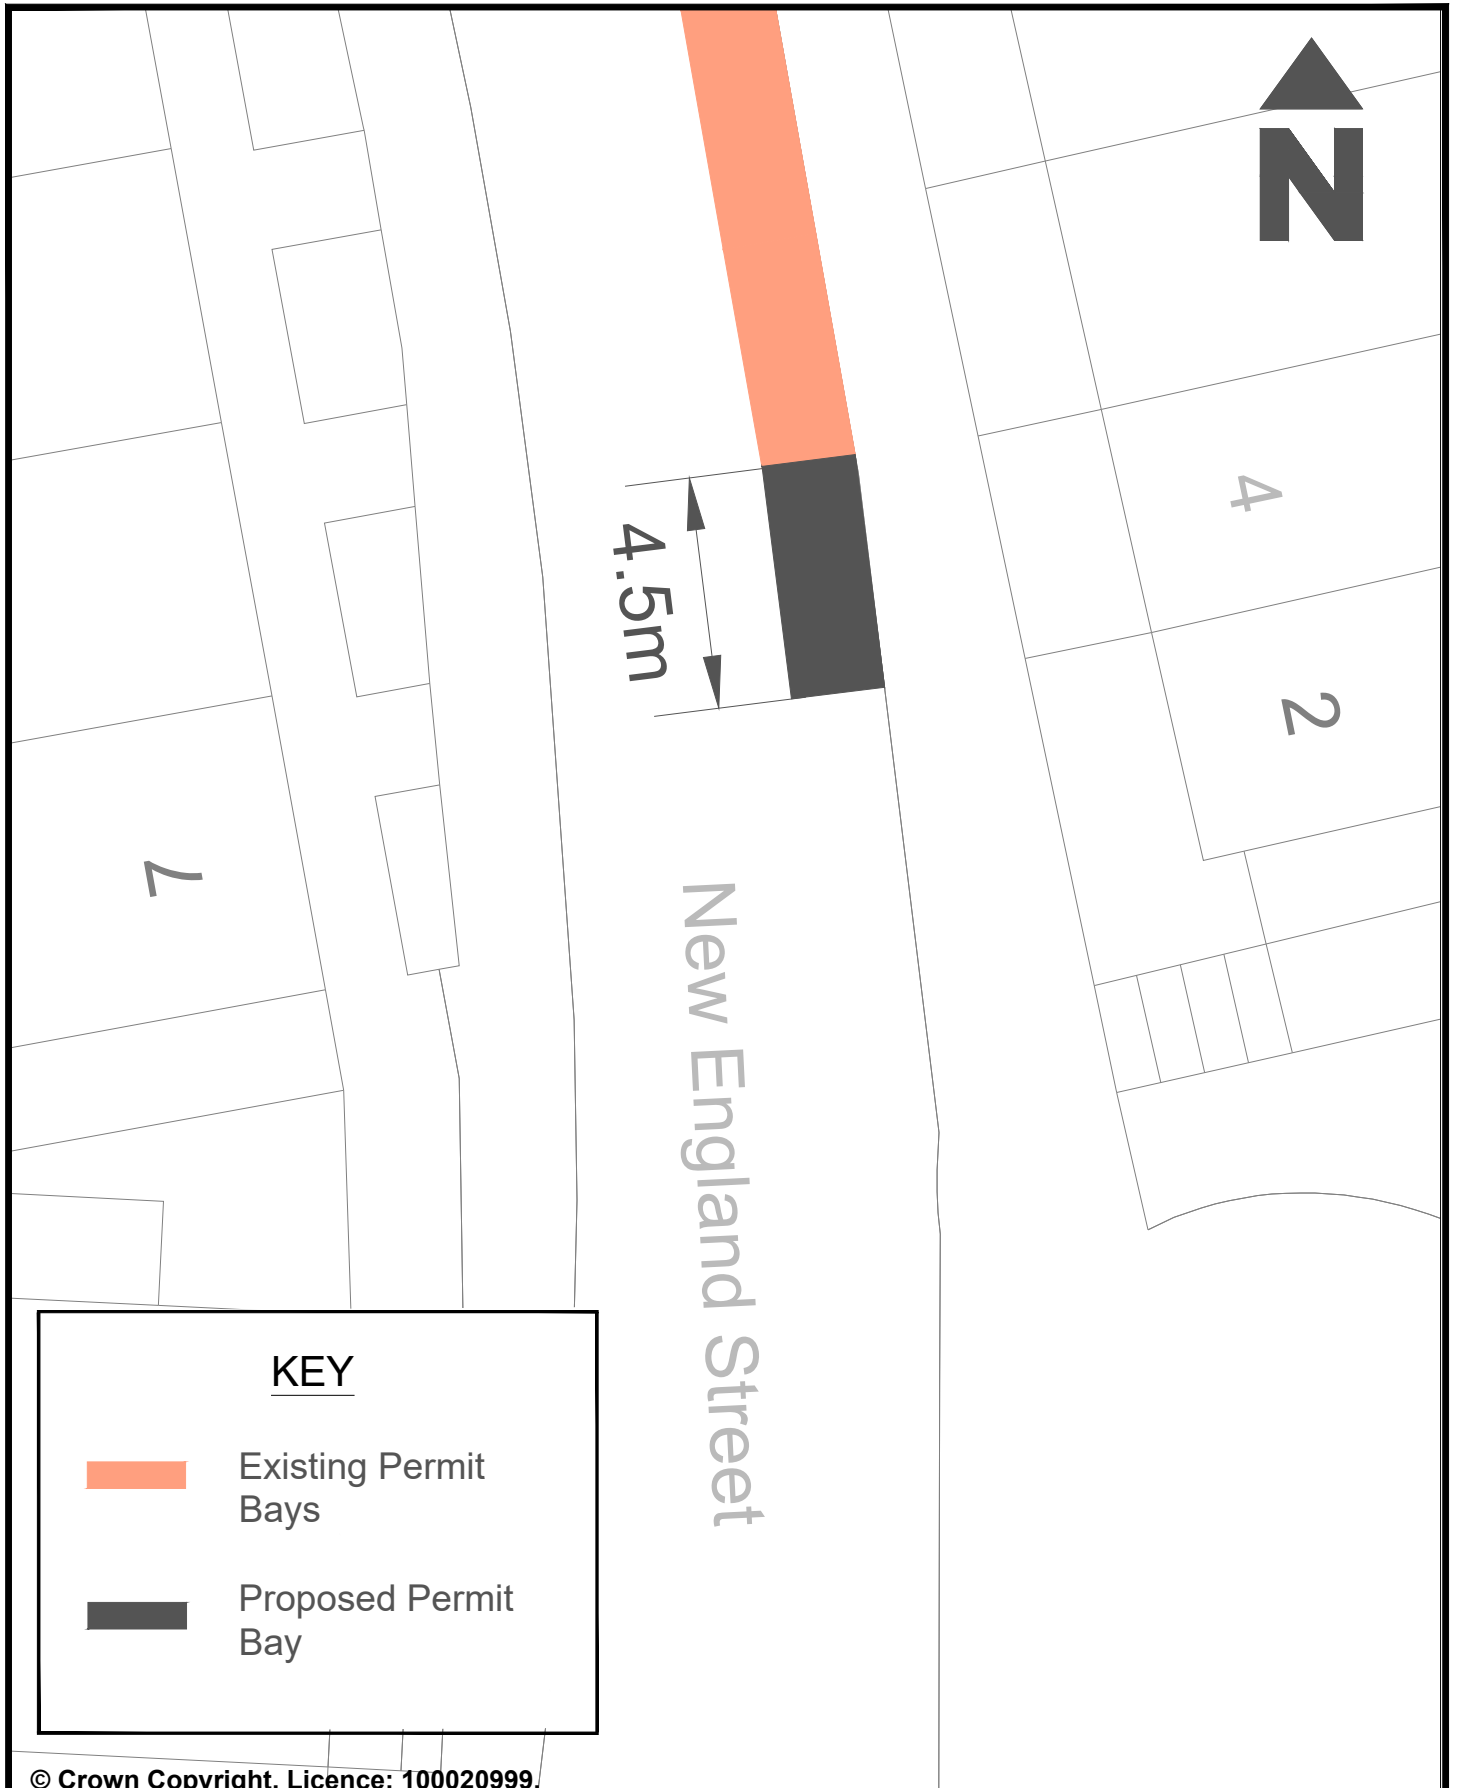 N
4
4.5m
2
7
New England Street
KEY
Existing Permit
Bays
Proposed Permit
Bay
© Crown Copyright. Licence: 100020999.